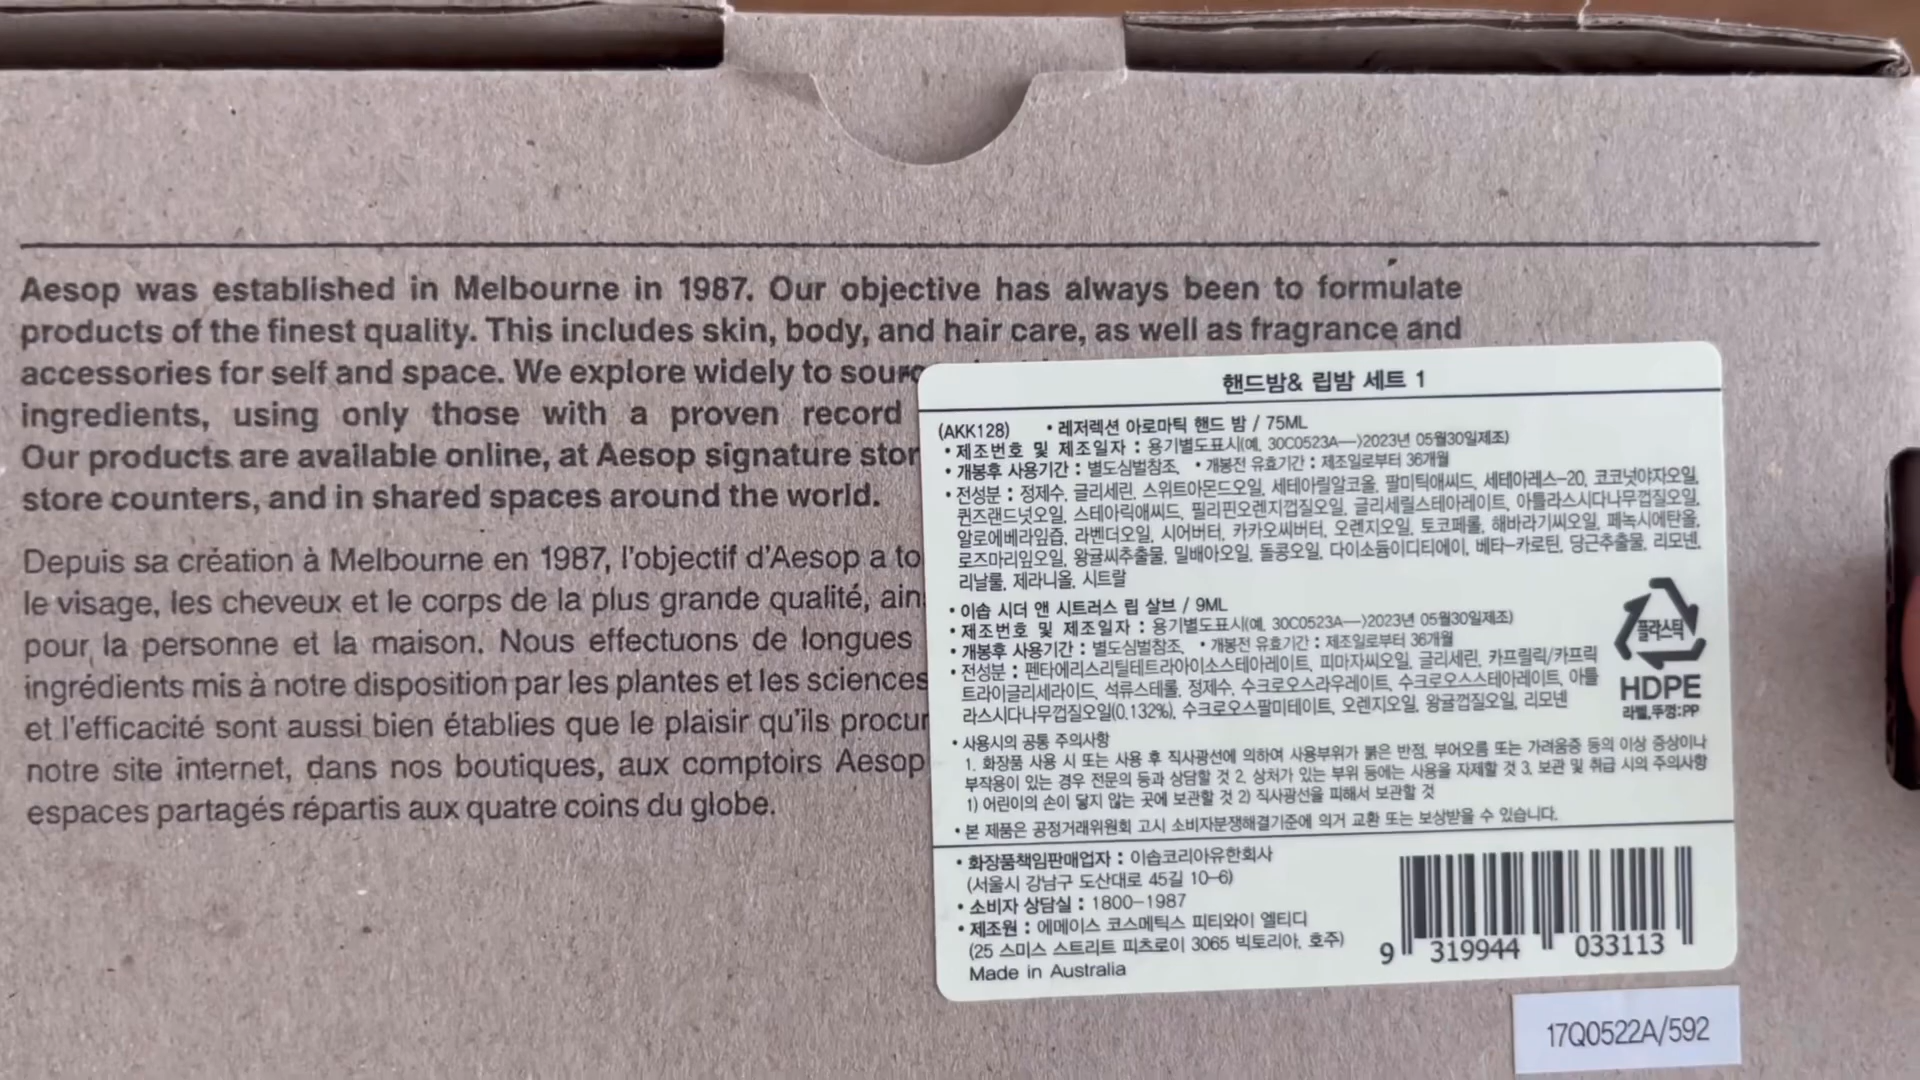 Aesop was established in Melbourne in 1987. Our objective has always been to formulate
products of the finest quality. This includes skin, body, and hair care, as well as fragrance and
accessories for self and space. We explore widely to
ingredients, using only those with a proven record
Our products are available online, at Aesop signature
store counters, and in shared spaces around the world.
Depuis sa création à Melbourne en 1987, l'objectif d'Aesop a
le visage, les cheveux et le corps de la plus grande qualité,
pour la personne et la maison. Nous effectuons de longues
ingrédients mis à notre disposition par les plantes et les sciences
et l'efficacité sont aussi bien établies que le plaisir qu'ils
notre site internet, dans nos boutiques, aux comptoirs Aesop
espaces partagés répartis aux quatre coins du globe.
핸드밤& 립밤 세트 1
(AKK128) • 레저렉션 아로마틱 핸드 밤 / 75ML
• 제조번호 및 제조일자 : 용기별도표시(예, 30C0523A—>2023년 05월30일제조)
• 개봉후 사용기간 : 별도심벌참조, • 개봉전 유효기간 : 제조일로부터 36개월
• 전성분 : 정제수, 글리세린, 스위트아몬드오일, 세테아릴알코올, 팔미틱애씨드, 세테아레스-20, 코코넛야자오일,
퀸즈랜드넛오일, 스테아릭애씨드, 필리핀오렌지껍질오일, 글리세릴스테아레이트, 아틀라스시다나무껍질오일,
알로에베라잎즙, 라벤더오일, 시어버터, 카카오씨버터, 오렌지오일, 토코페롤, 해바라기씨오일, 페녹시에탄올,
로즈마리잎오일, 왕귤씨추출물, 밀배아오일, 돌콩오일, 다이소듐이디티에이, 베타-카로틴, 당근추출물, 리모넨,
리날룰, 제라니올, 시트랄
• 이솝 시더 앤 시트러스 립 살브 / 9ML
• 제조번호 및 제조일자 : 용기별도표시(예, 30C0523A—>2023년 05월30일제조)
• 개봉후 사용기간 : 별도심벌참조, • 개봉전 유효기간 : 제조일로부터 36개월
• 전성분 : 펜타에리스리틸테트라아이소스테아레이트, 피마자씨오일, 글리세린, 카프릴릭/카프릭
트라이글리세라이드, 석류스테롤, 정제수, 수크로오스라우레이트, 수크로오스스테아레이트, 아틀
라스시다나무껍질오일(0.132%), 수크로오스팔미테이트, 오렌지오일, 왕귤껍질오일, 리모넨
플라스틱
HDPE
라벨,뚜껑:PP
• 사용시의 공통 주의사항
1. 화장품 사용 시 또는 사용 후 직사광선에 의하여 사용부위가 붉은 반점, 부어오름 또는 가려움증 등의 이상 증상이나
부작용이 있는 경우 전문의 등과 상담할 것 2. 상처가 있는 부위 등에는 사용을 자제할 것 3. 보관 및 취급 시의 주의사항
1) 어린이의 손이 닿지 않는 곳에 보관할 것 2) 직사광선을 피해서 보관할 것
• 본 제품은 공정거래위원회 고시 소비자분쟁해결기준에 의거 교환 또는 보상받을 수 있습니다.
• 화장품책임판매업자 : 이솝코리아유한회사
(서울시 강남구 도산대로 45길 10-6)
• 소비자 상담실 : 1800-1987
• 제조원 : 에메이스 코스메틱스 피티와이 엘티디
(25 스미스 스트리트 피츠로이 3065 빅토리아, 호주)
Made in Australia
9 319944 033113
17Q0522A/592